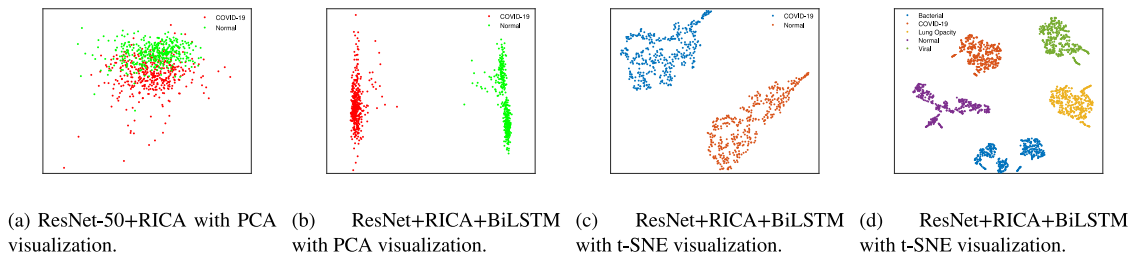 COVID-19
Normal
COVID-19
Normal
COVID-19
Normal
Bacterial
COVID-19
Lung Opacity
Normal
Viral
(a) ResNet-50+RICA with PCA
visualization.
(b) ResNet+RICA+BiLSTM
with PCA visualization.
(c) ResNet+RICA+BiLSTM
with t-SNE visualization.
(d) ResNet+RICA+BiLSTM
with t-SNE visualization.